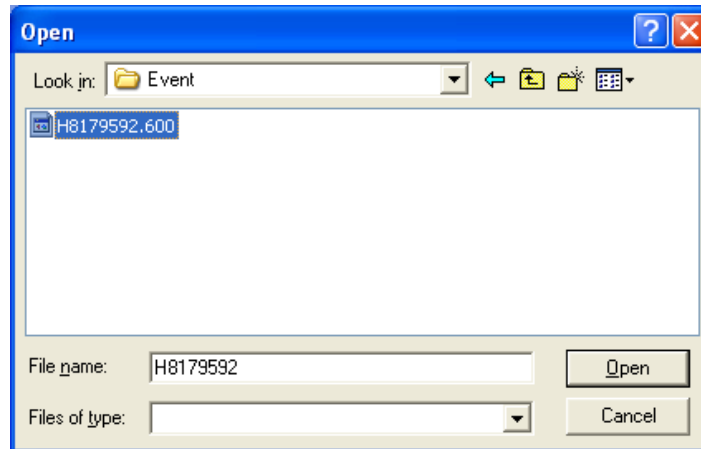 Open
Look in: Event
H8179592.600
File name: H8179592 Open
Files of type: Cancel